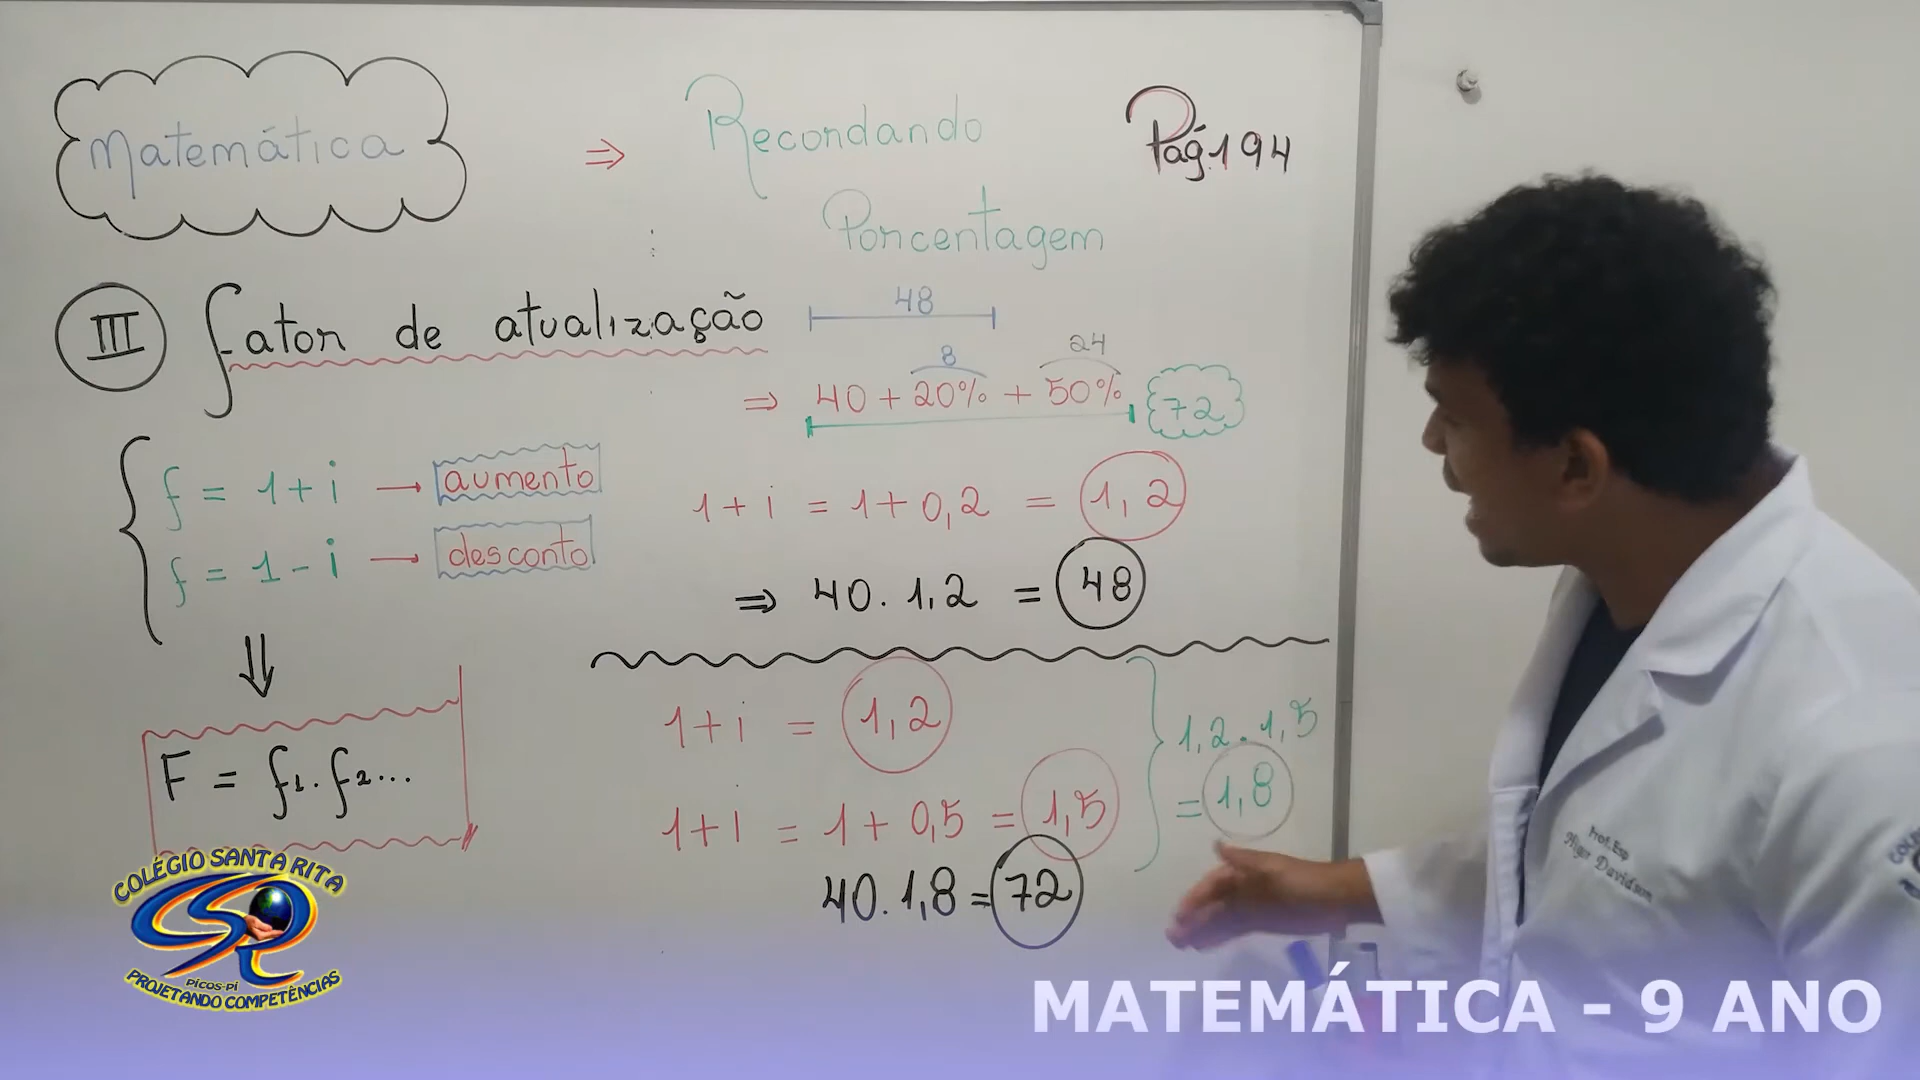 Matemática
⇒ Recordando
Pág.194
Porcentagem
III Fator de atualização
48
8
24
⇒ 40 + 20% + 50%
72
f = 1 + i → aumento
f = 1 - i → desconto
⇓
F = f1 . f2...
1 + i = 1 + 0,2 = 1,2
⇒ 40 . 1,2 = 48
1 + i = 1,2
1 + i = 1 + 0,5 = 1,5
1,2 . 1,5
= 1,8
40 . 1,8 = 72
Prof. Esp
Davidson
COLÉGIO SANTA RITA
PICOS-PI
PROJETANDO COMPETÊNCIAS
MATEMÁTICA - 9 ANO